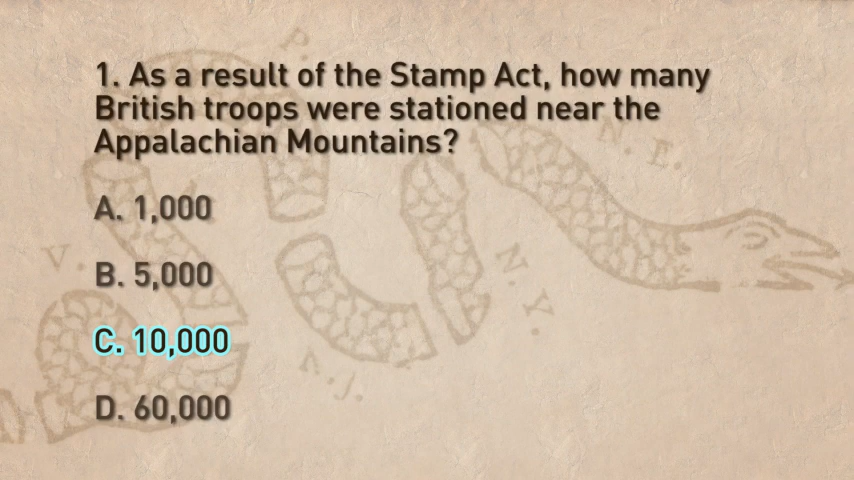 P.
1. As a result of the Stamp Act, how many
British troops were stationed near the
Appalachian Mountains?
N. E.
A. 1,000
V.
B. 5,000
N. Y.
C. 10,000
N. J.
D. 60,000